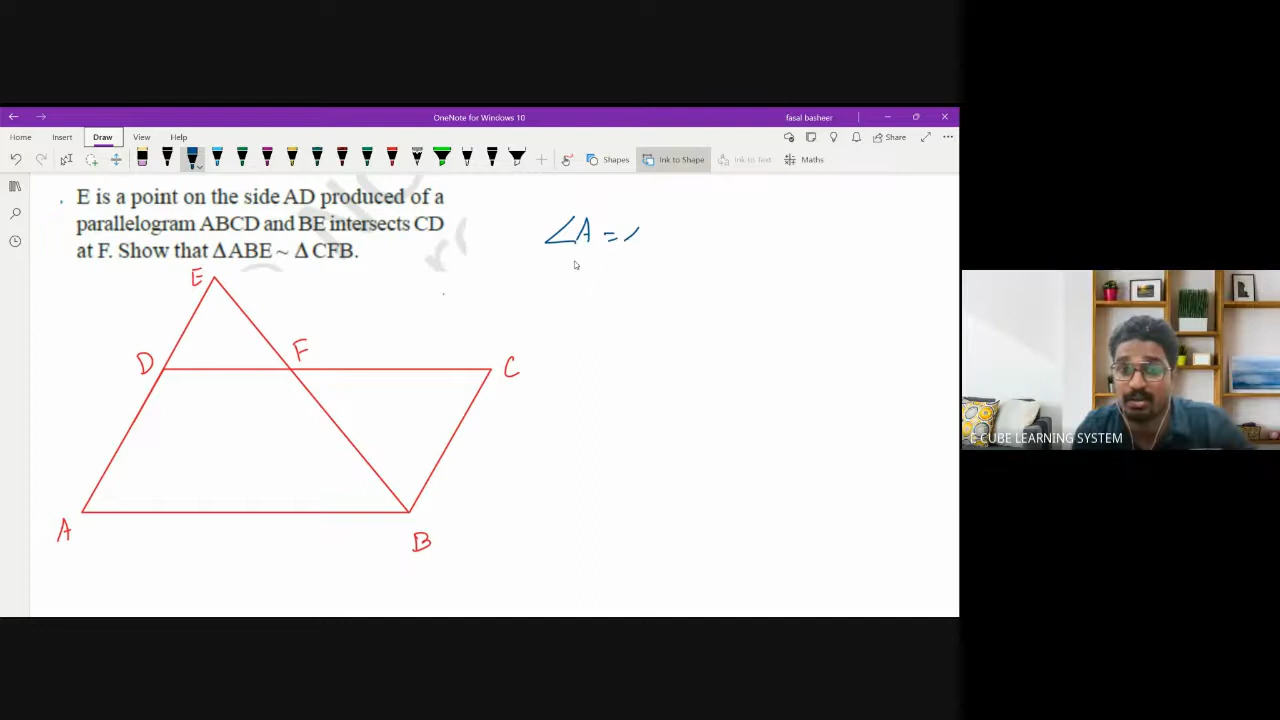 OneNote for Windows 10
fasal basheer
Home Insert Draw View Help
Share
Shapes
Ink to Shape
Ink to Text
Maths
E is a point on the side AD produced of a
parallelogram ABCD and BE intersects CD
at F. Show that ΔABE ~ Δ CFB.
∠A =
E
D
F
C
A
B
CUBE LEARNING SYSTEM